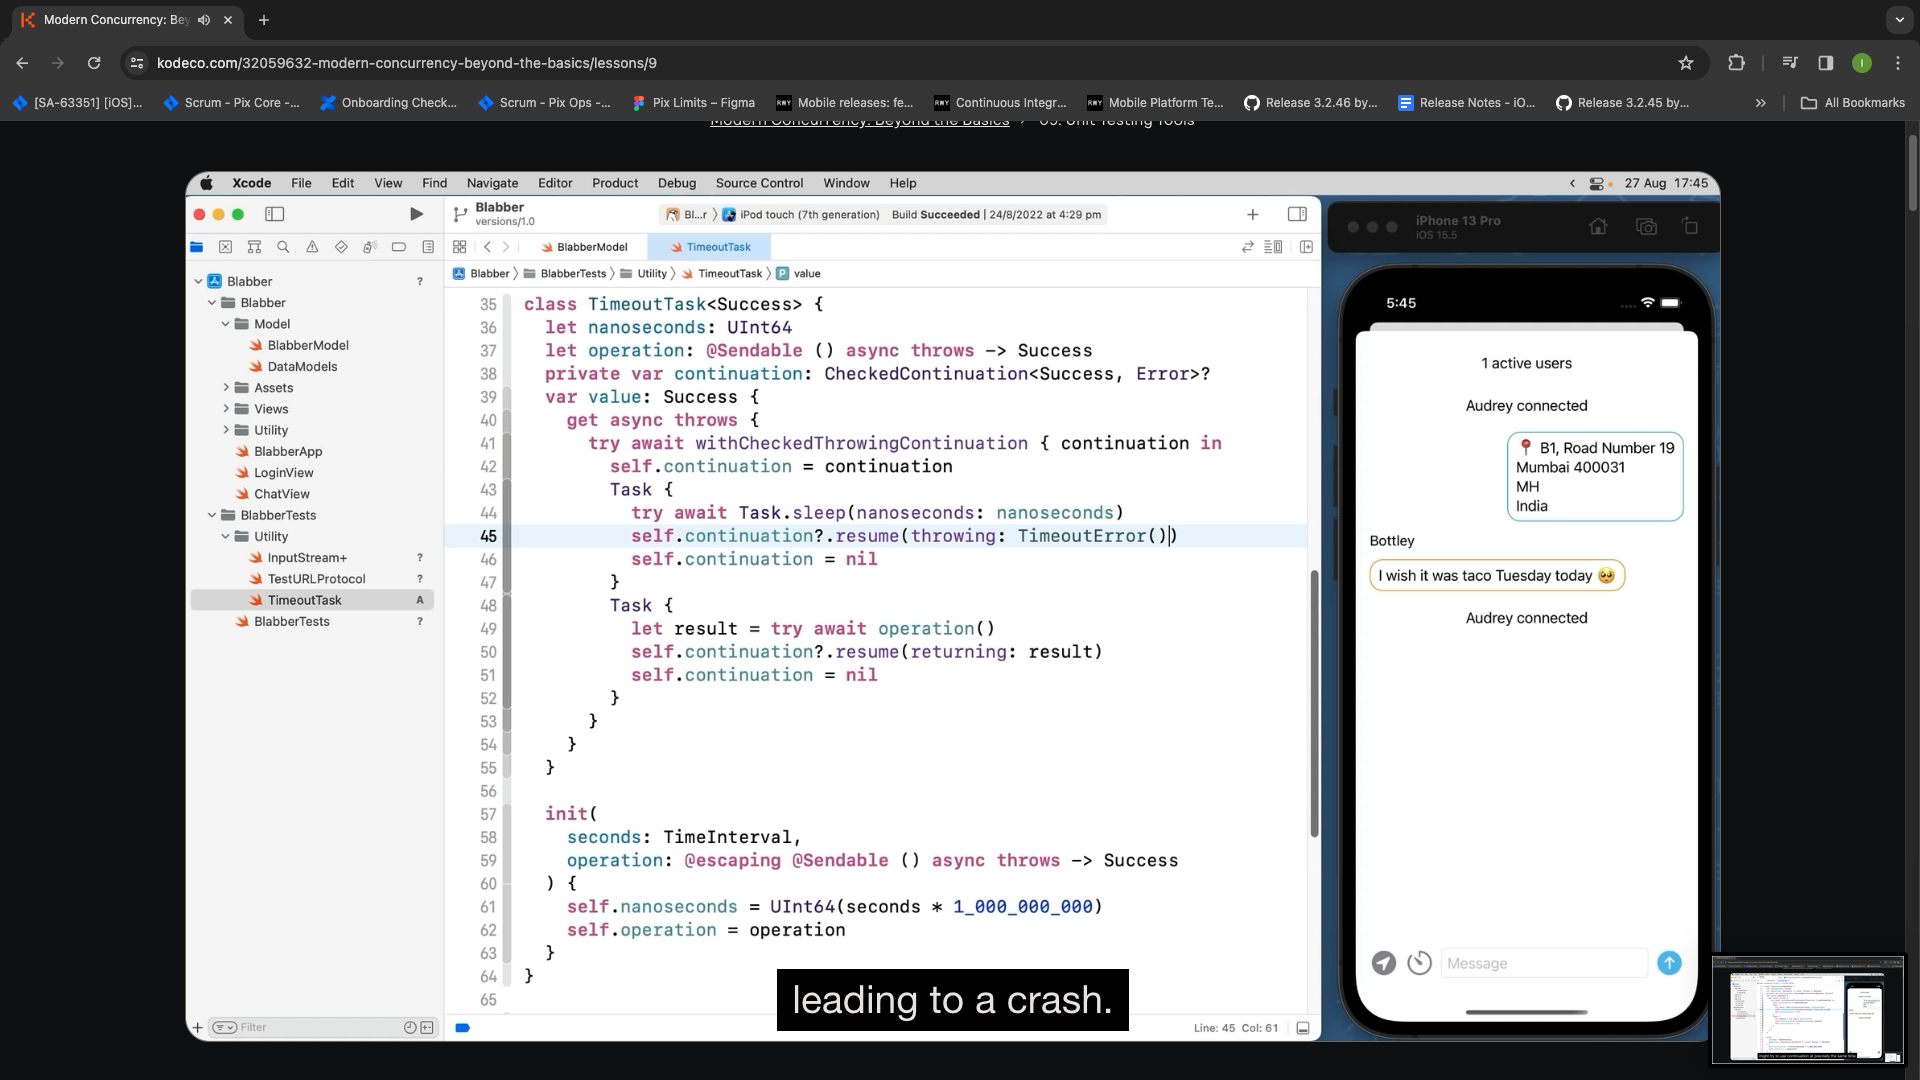 Modern Concurrency: Bey
kodeco.com/32059632-modern-concurrency-beyond-the-basics/lessons/9
[SA-63351] [iOS]...
Scrum - Pix Core -...
Onboarding Check...
Scrum - Pix Ops -...
Pix Limits – Figma
RWY Mobile releases: fe...
RWY Continuous Integr...
RWY Mobile Platform Te...
Release 3.2.46 by...
Release Notes - iO...
Release 3.2.45 by...
All Bookmarks
Modern Concurrency: Beyond the Basics > 09. Unit Testing Tools
Xcode File Edit View Find Navigate Editor Product Debug Source Control Window Help
27 Aug 17:45
Blabber
versions/1.0
Bl...r 〉 iPod touch (7th generation)
Build Succeeded | 24/8/2022 at 4:29 pm
BlabberModel
TimeoutTask
Blabber 〉 BlabberTests 〉 Utility 〉 TimeoutTask 〉 P value
Blabber ?
Blabber
Model
BlabberModel
DataModels
Assets
Views
Utility
BlabberApp
LoginView
ChatView
BlabberTests
Utility
InputStream+ ?
TestURLProtocol ?
TimeoutTask A
BlabberTests ?
Filter
35 class TimeoutTask<Success> {
36 let nanoseconds: UInt64
37 let operation: @Sendable () async throws -> Success
38 private var continuation: CheckedContinuation<Success, Error>?
39 var value: Success {
40 get async throws {
41 try await withCheckedThrowingContinuation { continuation in
42 self.continuation = continuation
43 Task {
44 try await Task.sleep(nanoseconds: nanoseconds)
45 self.continuation?.resume(throwing: TimeoutError())
46 self.continuation = nil
47 }
48 Task {
49 let result = try await operation()
50 self.continuation?.resume(returning: result)
51 self.continuation = nil
52 }
53 }
54 }
55 }
56
57 init(
58 seconds: TimeInterval,
59 operation: @escaping @Sendable () async throws -> Success
60 ) {
61 self.nanoseconds = UInt64(seconds * 1_000_000_000)
62 self.operation = operation
63 }
64 }
65
leading to a crash.
Line: 45 Col: 61
iPhone 13 Pro
iOS 15.5
5:45
1 active users
Audrey connected
B1, Road Number 19
Mumbai 400031
MH
India
Bottley
I wish it was taco Tuesday today 🥺
Audrey connected
Message